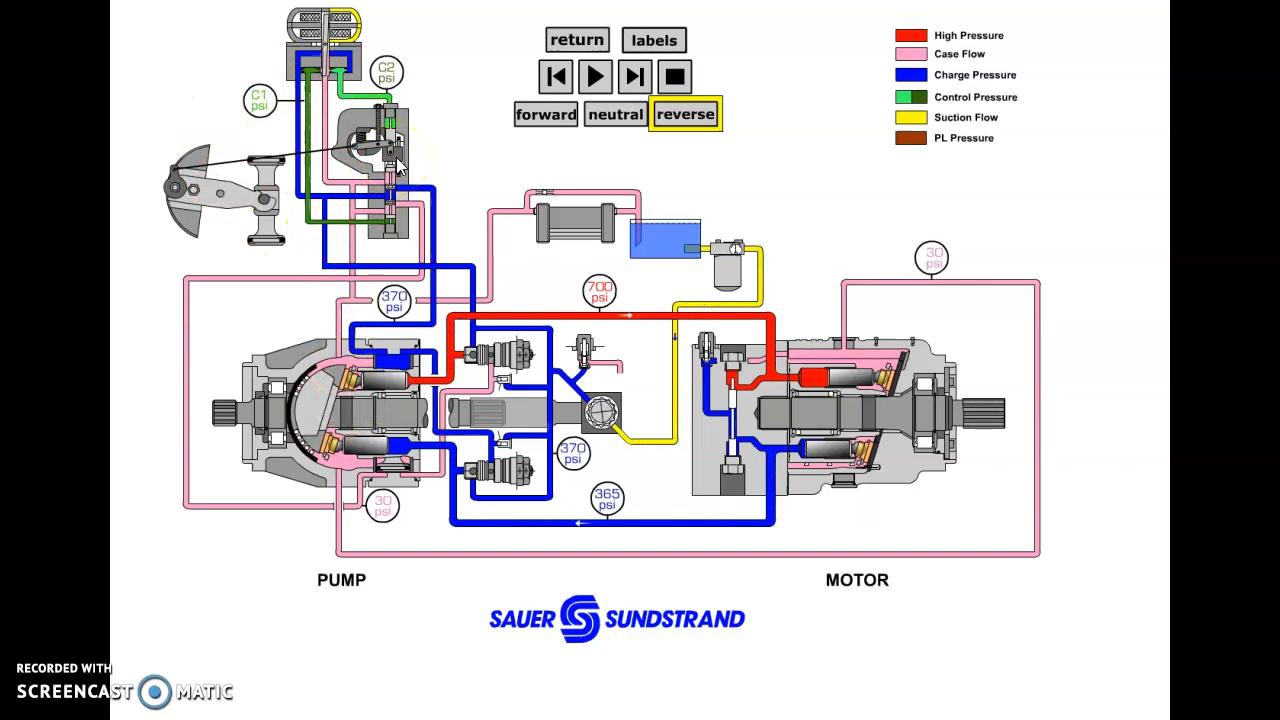 return
labels
forward
neutral
reverse
High Pressure
Case Flow
Charge Pressure
Control Pressure
Suction Flow
PL Pressure
C2
psi
C1
psi
30
psi
370
psi
700
psi
370
psi
365
psi
30
psi
PUMP
MOTOR
SAUER SUNDSTRAND
RECORDED WITH
SCREENCAST MATIC